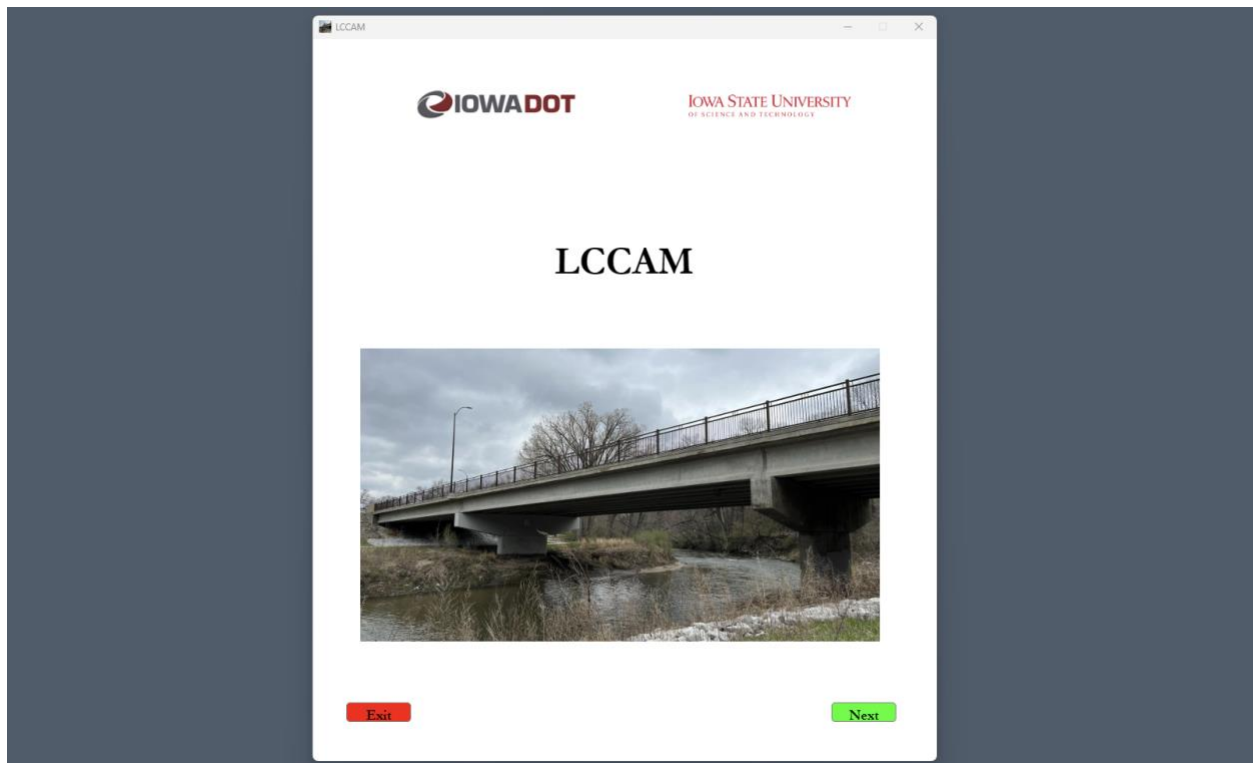 LCCAM
IOWADOT
IOWA STATE UNIVERSITY
OF SCIENCE AND TECHNOLOGY
LCCAM
Exit
Next